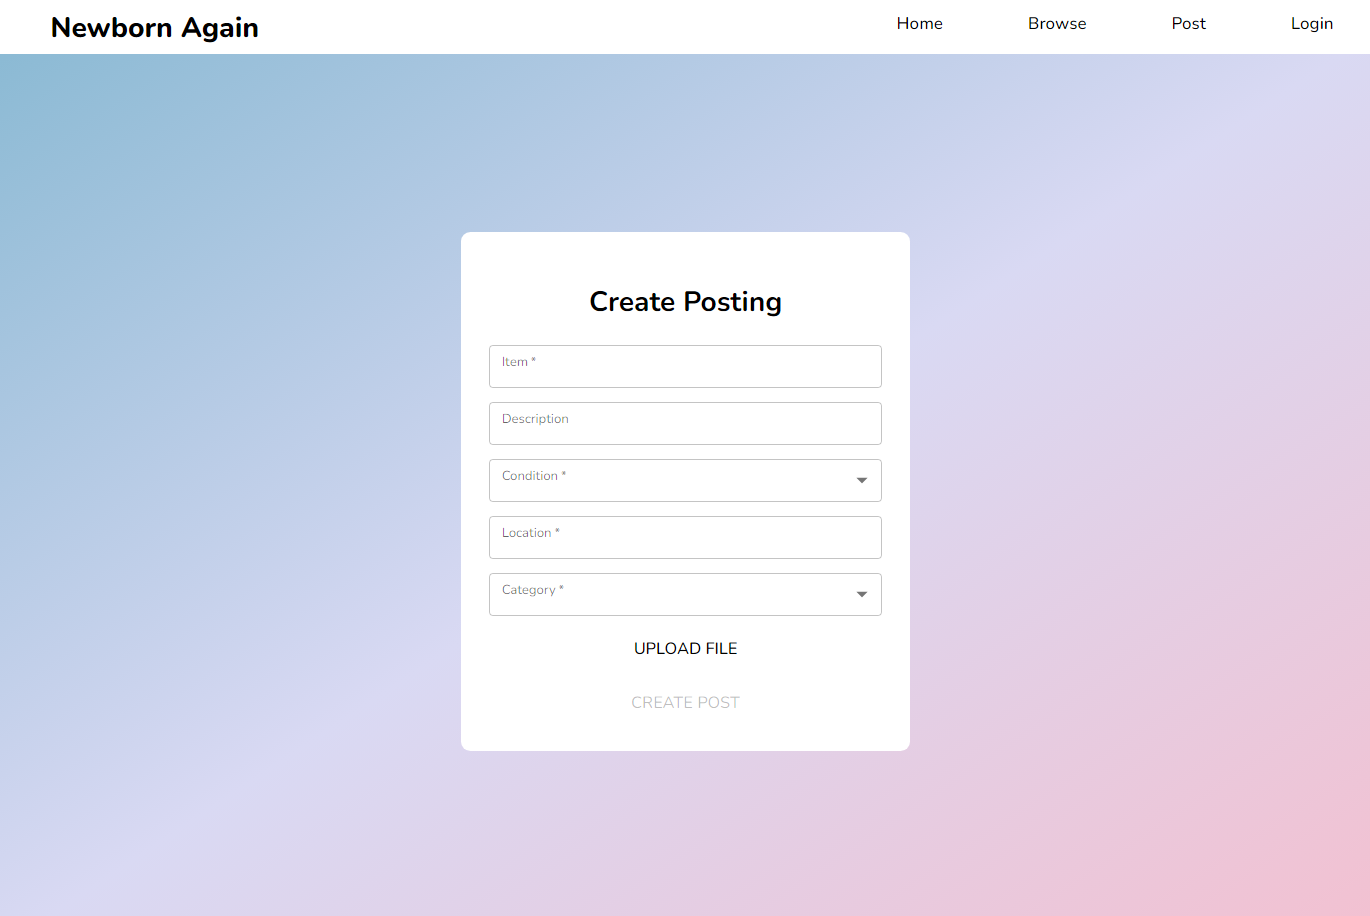 Newborn Again
Home Browse Post Login
Create Posting
Item *
Description
Condition *
Location *
Category *
UPLOAD FILE
CREATE POST